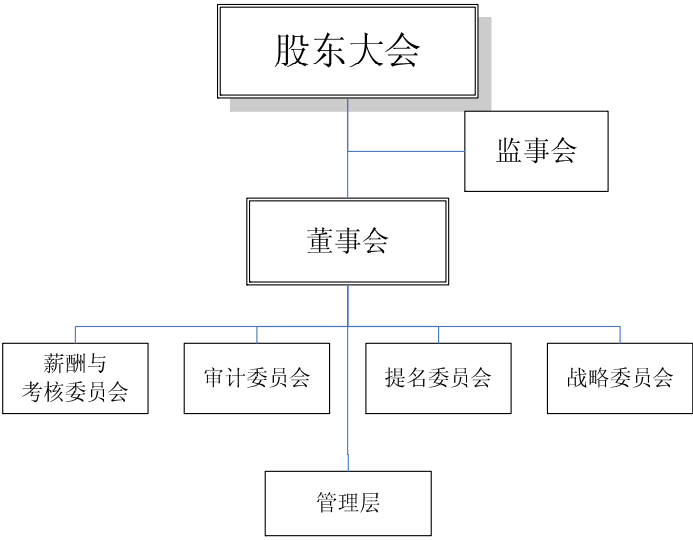 股东大会
监事会
董事会
薪酬与
考核委员会
审计委员会
提名委员会
战略委员会
管理层